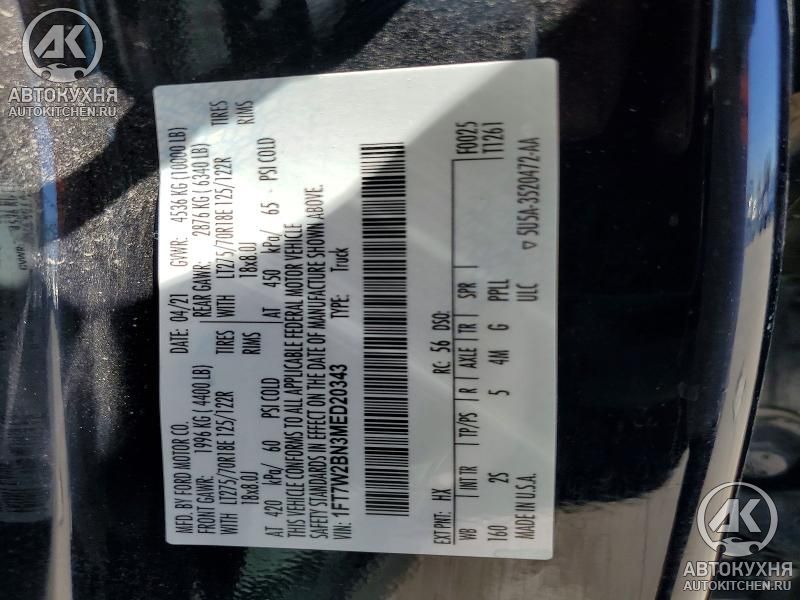 AK
АВТОКУХНЯ
AUTOKITCHEN.RU
MFD. BY FORD MOTOR CO. DATE: 04/21 GVWR: 4536 KG (10000 LB)
FRONT GAWR: 1996 KG ( 4400 LB) REAR GAWR: 2876 KG ( 6340 LB)
WITH LT275/70R18E 125/122R TIRES WITH LT275/70R18E 125/122R TIRES
18x8.0J RIMS 18x8.0J RIMS
AT 420 kPa/ 60 PSI COLD AT 450 kPa/ 65 PSI COLD
THIS VEHICLE CONFORMS TO ALL APPLICABLE FEDERAL MOTOR VEHICLE
SAFETY STANDARDS IN EFFECT ON THE DATE OF MANUFACTURE SHOWN ABOVE.
VIN: 1FT7W2BN3MED20343 TYPE: Truck
F0025
T1261
EXT PNT: HX RC: 56 DSO:
WB INTR TP/PS R AXLE TR SPR
160 2S 5 4M G PPLL
MADE IN U.S.A. ULC
▽ 5U5A-3520472-AA
AK
АВТОКУХНЯ
AUTOKITCHEN.RU